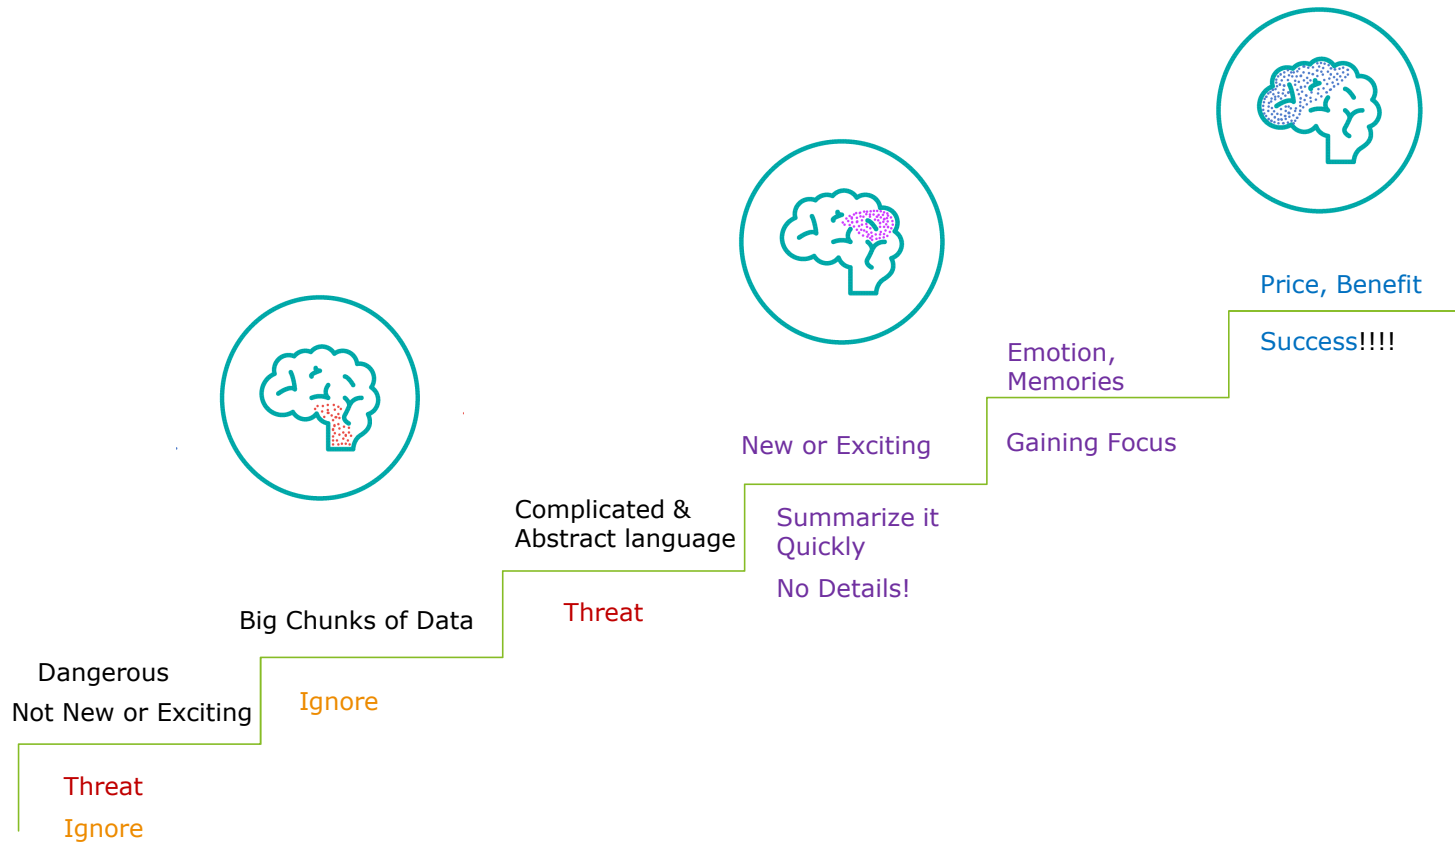 Dangerous
Not New or Exciting
Threat
Ignore
Big Chunks of Data
Ignore
Complicated &
Abstract language
Threat
New or Exciting
Summarize it
Quickly
No Details!
Emotion,
Memories
Gaining Focus
Price, Benefit
Success!!!!